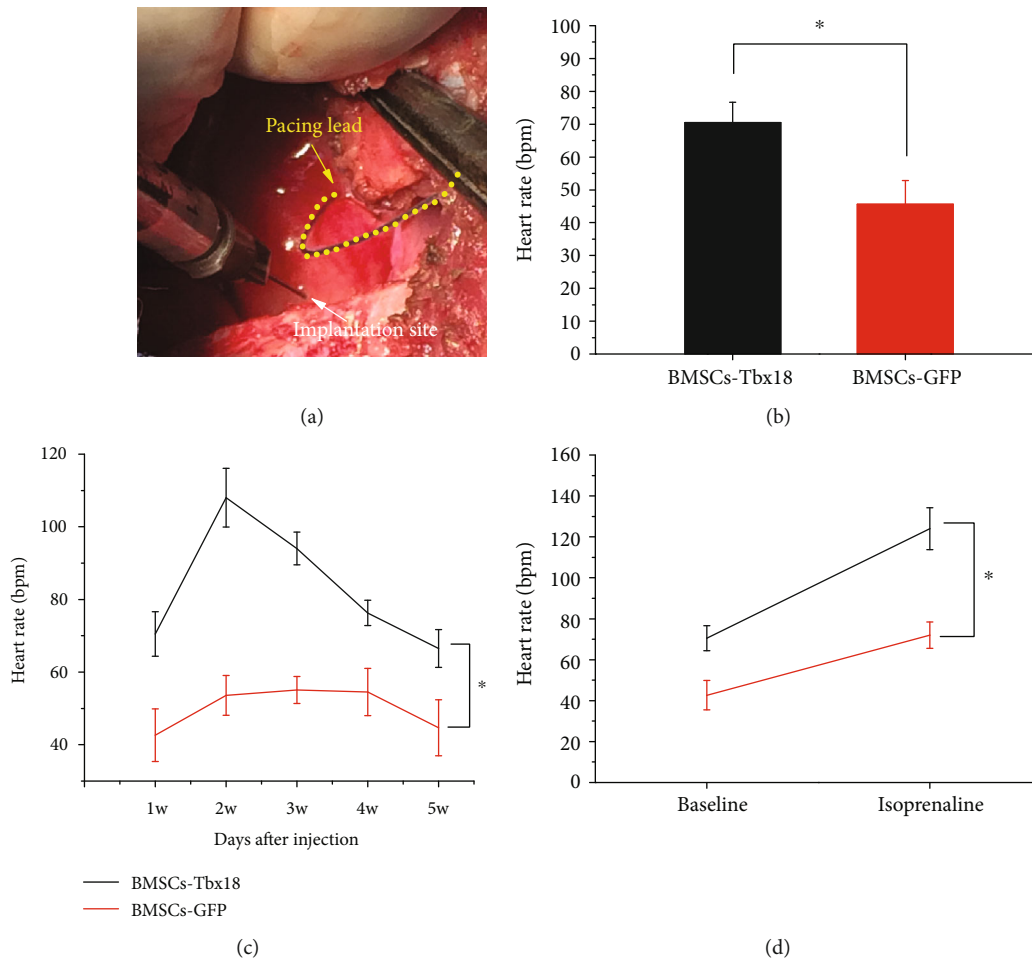 Pacing lead
Implantation site
(a)
Heart rate (bpm)
100
90
80
70
60
50
40
30
20
10
0
*
BMSCs-Tbx18
BMSCs-GFP
(b)
Heart rate (bpm)
120
100
80
60
40
*
1w
2w
3w
4w
5w
Days after injection
BMSCs-Tbx18
BMSCs-GFP
(c)
Heart rate (bpm)
160
140
120
100
80
60
40
20
0
*
Baseline
Isoprenaline
(d)